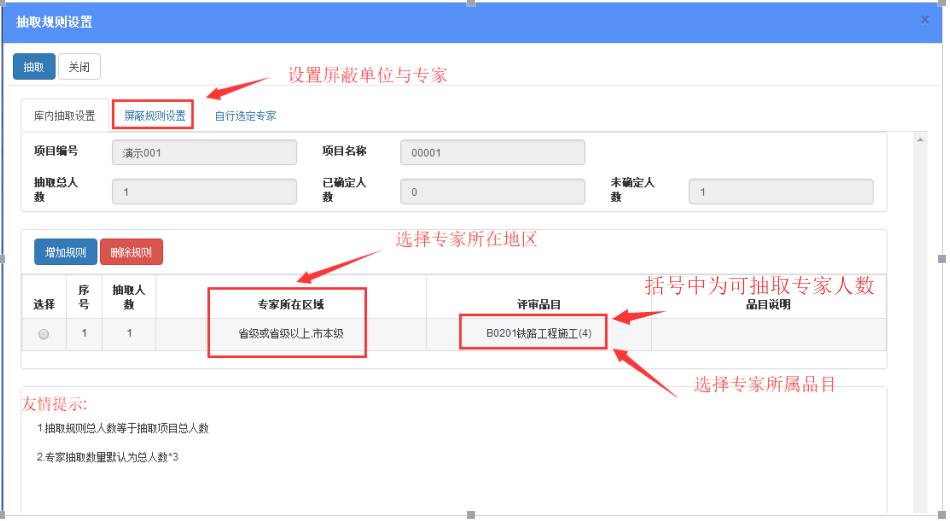 抽取规则设置 ×
抽取 关闭
设置屏蔽单位与专家
库内抽取设置 屏蔽规则设置 自行选定专家
项目编号 演示001 项目名称 00001
抽取总人数 1 已确定人数 0 未确定人数 1
选择专家所在地区
增加规则 删除规则
括号中为可抽取专家人数
选择 序号 抽取人数 专家所在区域 评审品目 品目说明
1 1 省级或省级以上,市本级 B0201铁路工程施工(4)
选择专家所属品目
友情提示:
1.抽取规则总人数等于抽取项目总人数
2.专家抽取数量默认为总人数*3